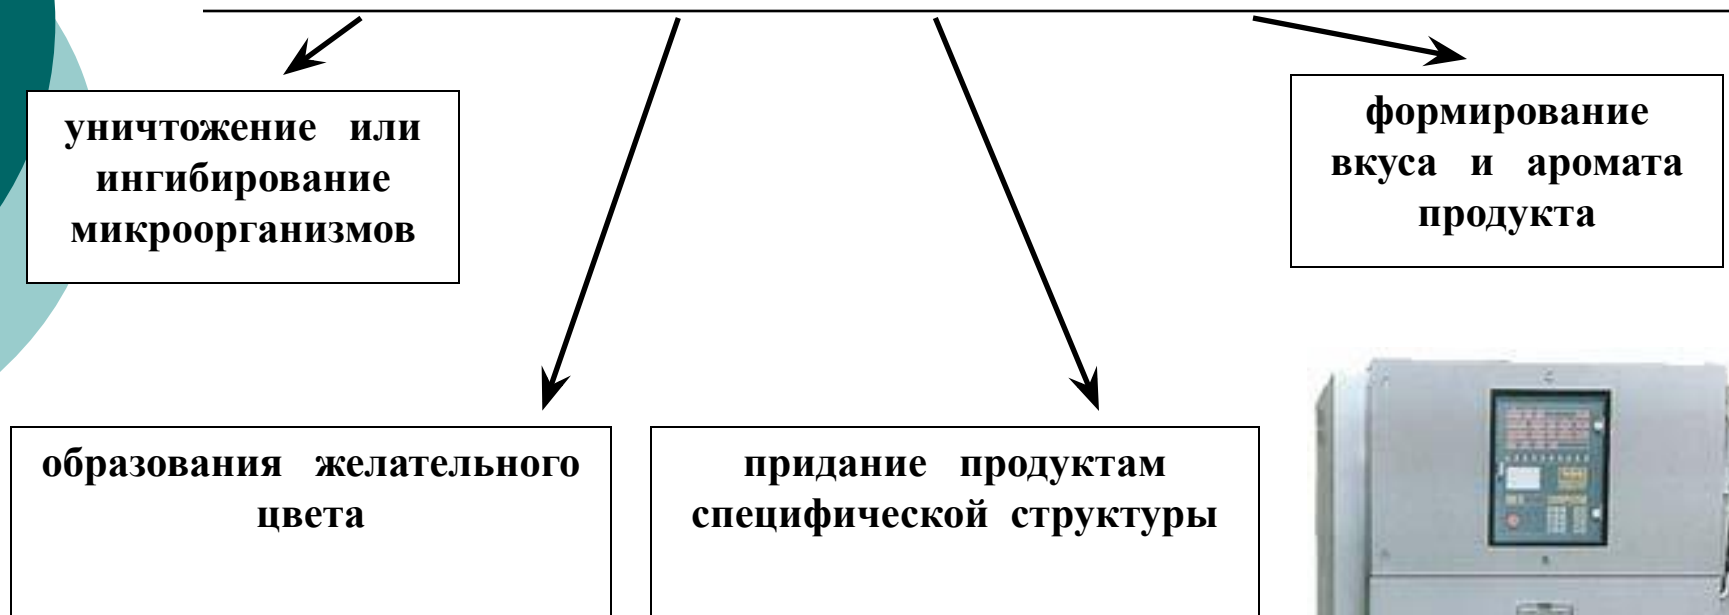 уничтожение или
ингибирование
микроорганизмов
формирование
вкуса и аромата
продукта
образования желательного
цвета
придание продуктам
специфической структуры